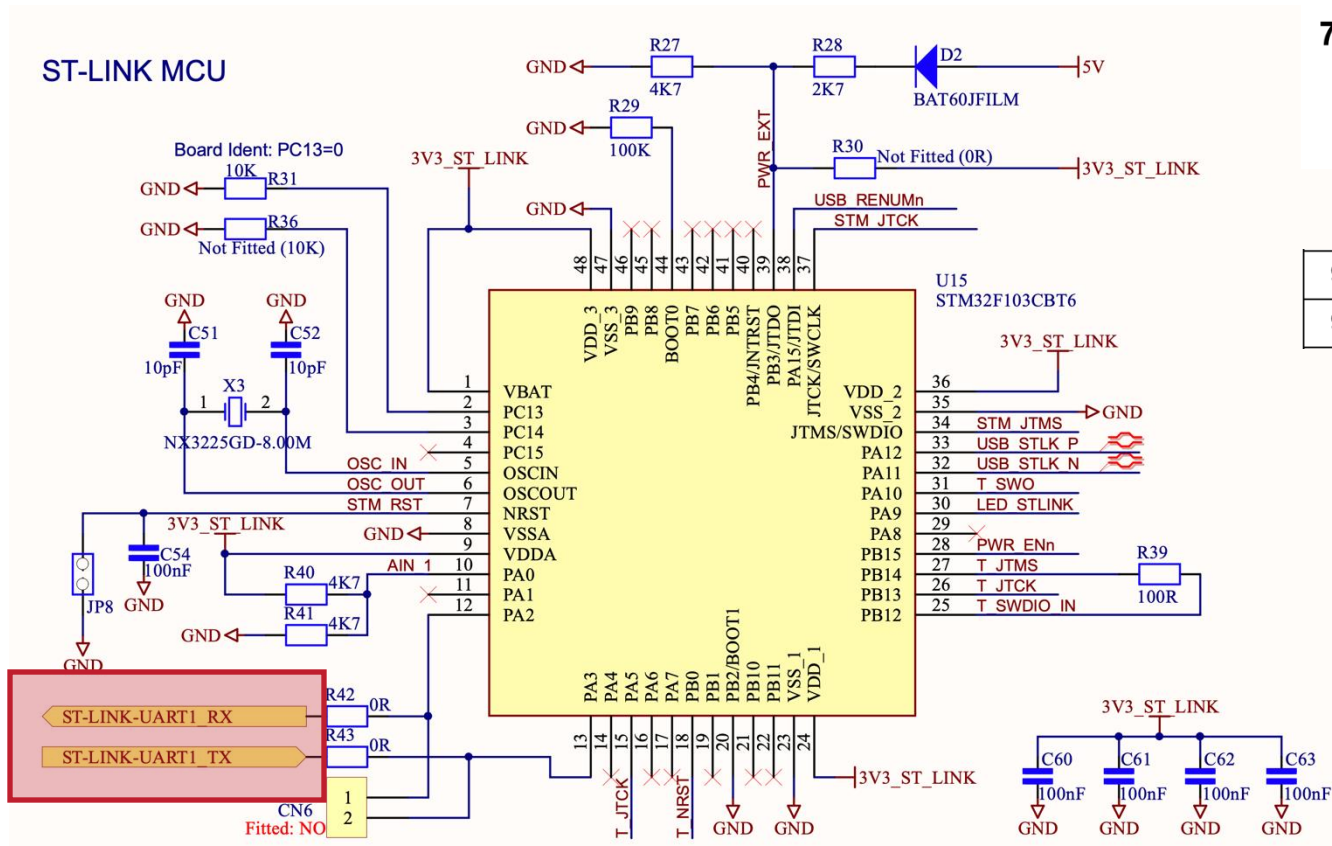 7
ST-LINK MCU
GND
R27
4K7
R28
2K7
D2
BAT60JFILM
5V
GND
R29
100K
PWR_EXT
R30
Not Fitted (0R)
3V3_ST_LINK
Board Ident: PC13=0
10K
GND
R31
GND
R36
Not Fitted (10K)
3V3_ST_LINK
GND
USB_RENUMn
STM_JTCK
48
47
46
45
44
43
42
41
40
39
38
37
VDD_3
VSS_3
PB9
PB8
BOOT0
PB7
PB6
PB5
PB4/JNTRST
PB3/JTDO
PA15/JTDI
JTCK/SWCLK
U15
STM32F103CBT6
GND
GND
C51
10pF
C52
10pF
X3
1
2
NX3225GD-8.00M
1 VBAT
2 PC13
3 PC14
4 PC15
OSC_IN 5 OSCIN
OSC_OUT 6 OSCOUT
STM_RST 7 NRST
GND 8 VSSA
9 VDDA
AIN_1 10 PA0
11 PA1
12 PA2
3V3_ST_LINK
VDD_2 36
VSS_2 35 GND
JTMS/SWDIO 34 STM_JTMS
PA12 33 USB_STLK_P
PA11 32 USB_STLK_N
PA10 31 T_SWO
PA9 30 LED_STLINK
PA8 29
PB15 28 PWR_ENn
PB14 27 T_JTMS
PB13 26 T_JTCK
PB12 25 T_SWDIO_IN
R39
100R
3V3_ST_LINK
C54
100nF
GND
JP8
GND
R40
4K7
R41
4K7
GND
ST-LINK-UART1_RX
R42
0R
ST-LINK-UART1_TX
R43
0R
CN6
1
2
Fitted: NO
PA3
PA4
PA5
PA6
PA7
PB0
PB1
PB2/BOOT1
PB10
PB11
VSS_1
VDD_1
13
14
15
16
17
18
19
20
21
22
23
24
T_JTCK
T_NRST
GND
GND
3V3_ST_LINK
3V3_ST_LINK
C60
100nF
GND
C61
100nF
GND
C62
100nF
GND
C63
100nF
GND